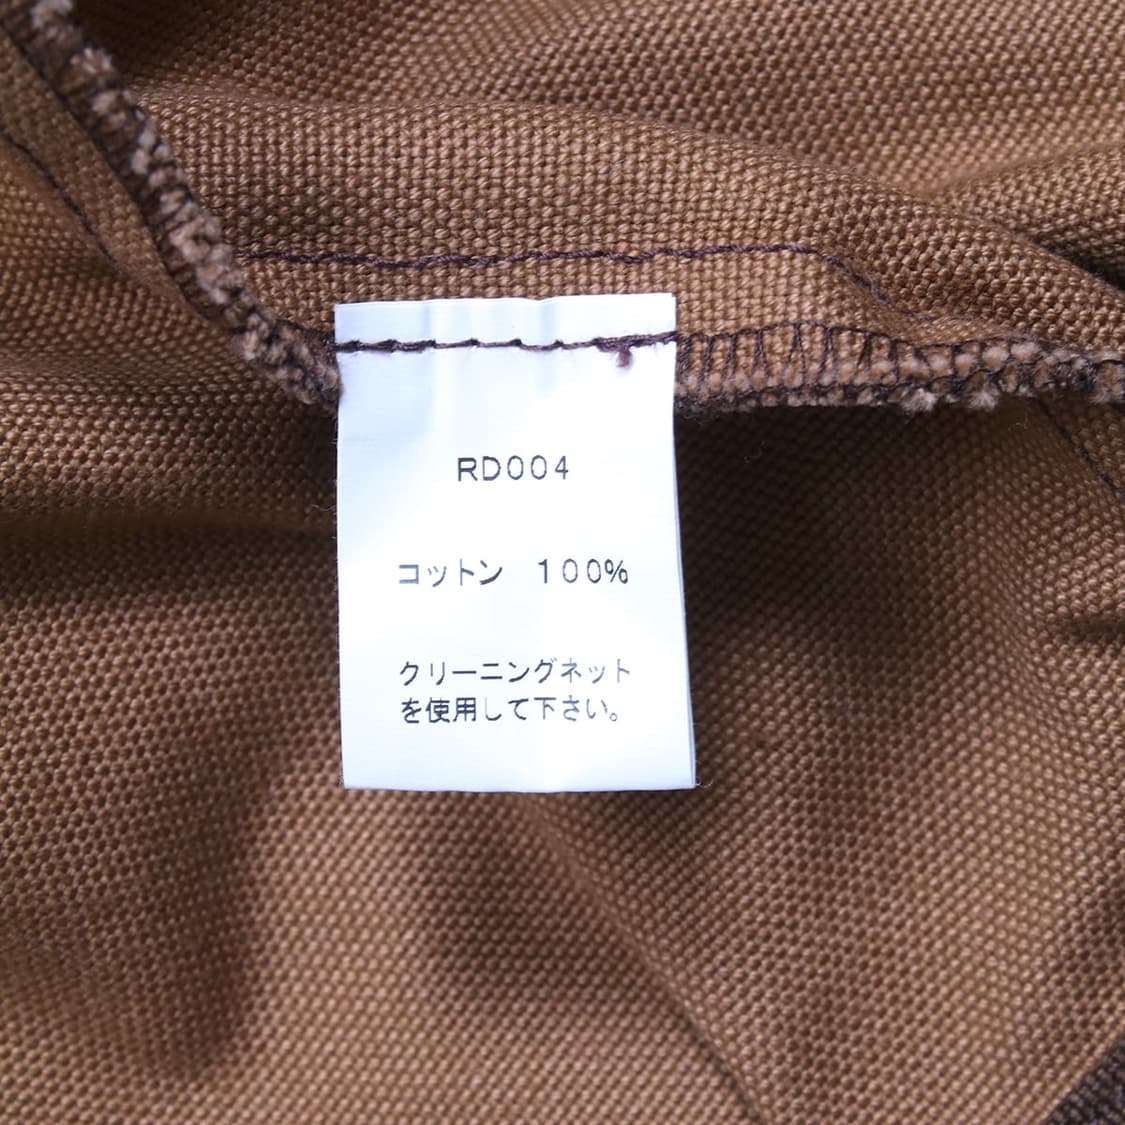 RD004
コットン　100%
クリーニングネット
を使用して下さい。